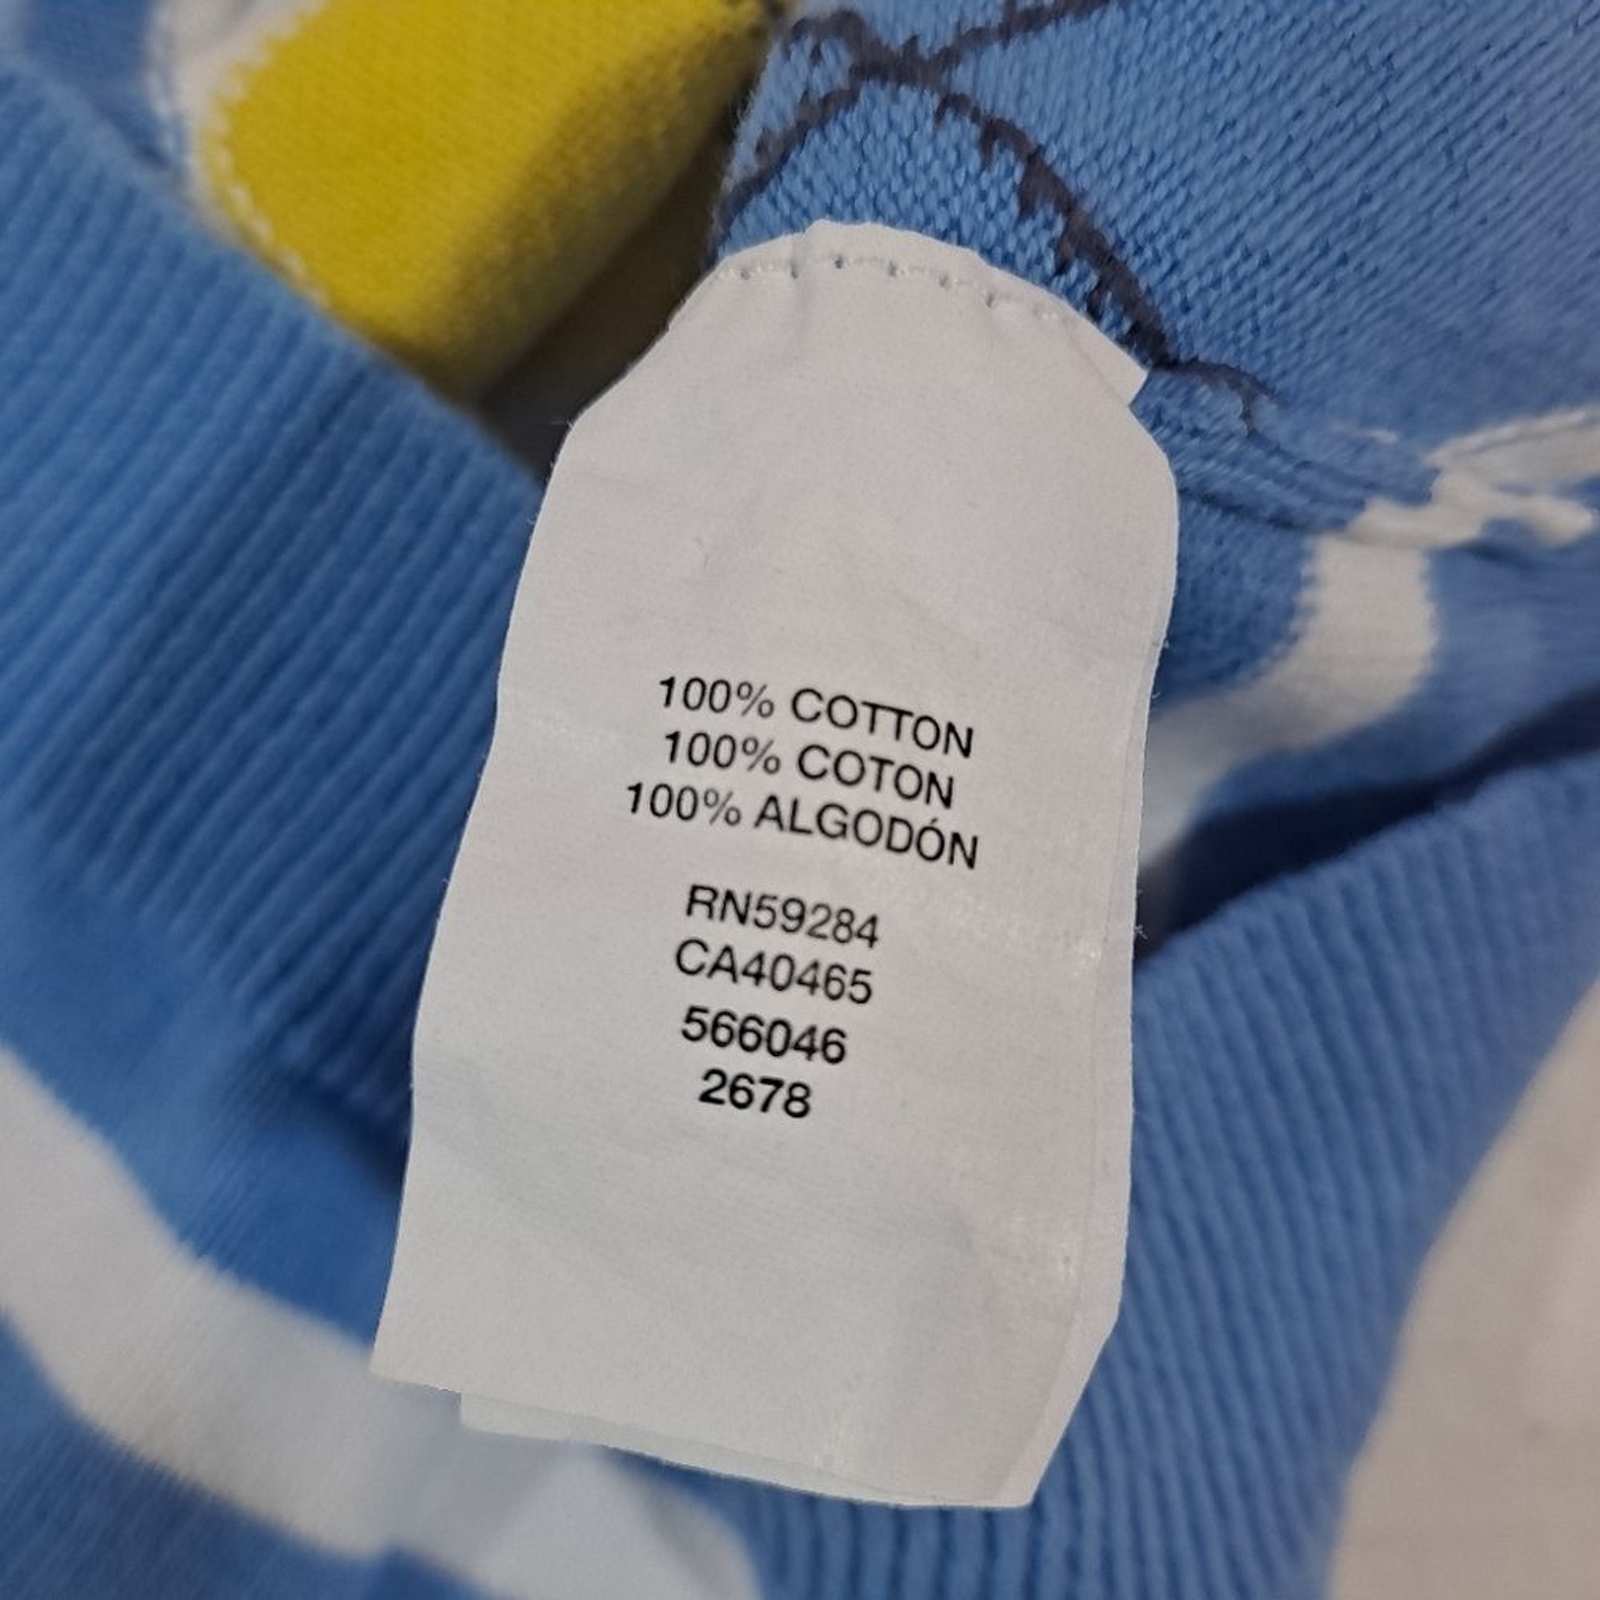 100% COTTON
100% COTON
100% ALGODÓN
RN59284
CA40465
566046
2678